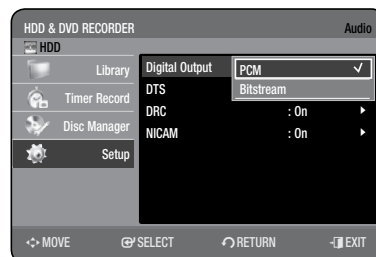 HDD & DVD RECORDER Audio
HDD
Library
Timer Record
Disc Manager
Setup
Digital Output
PCM ✓
Bitstream
DTS
DRC : On ►
NICAM : On ►
MOVE SELECT RETURN EXIT